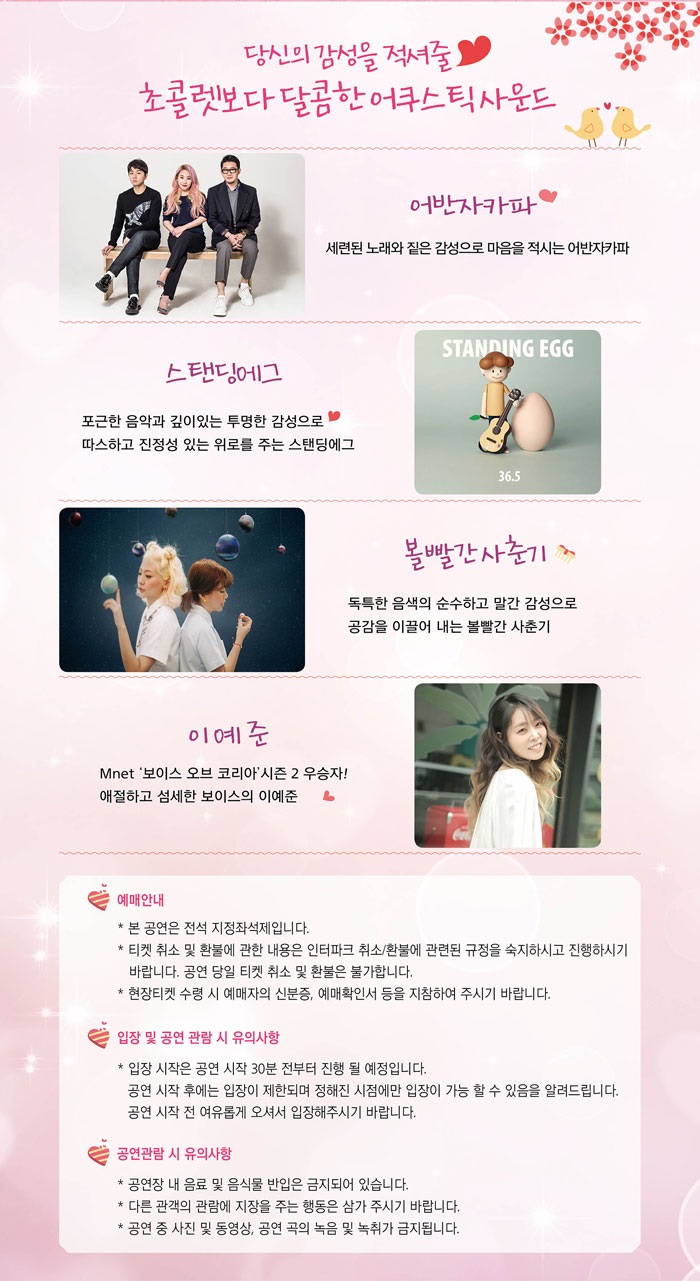 당신의 감성을 적셔줄
초콜렛보다 달콤한 어쿠스틱 사운드
어반자카파
세련된 노래와 짙은 감성으로 마음을 적시는 어반자카파
STANDING EGG
스탠딩에그
포근한 음악과 깊이있는 투명한 감성으로
따스하고 진정성 있는 위로를 주는 스탠딩에그
36.5
볼빨간 사춘기
독특한 음색의 순수하고 말간 감성으로
공감을 이끌어 내는 볼빨간 사춘기
이예준
Mnet ‘보이스 오브 코리아’시즌 2 우승자!
애절하고 섬세한 보이스의 이예준
예매안내
* 본 공연은 전석 지정좌석제입니다.
* 티켓 취소 및 환불에 관한 내용은 인터파크 취소/환불에 관련된 규정을 숙지하시고 진행하시기
바랍니다. 공연 당일 티켓 취소 및 환불은 불가합니다.
* 현장티켓 수령 시 예매자의 신분증, 예매확인서 등을 지참하여 주시기 바랍니다.
입장 및 공연 관람 시 유의사항
* 입장 시작은 공연 시작 30분 전부터 진행 될 예정입니다.
공연 시작 후에는 입장이 제한되며 정해진 시점에만 입장이 가능 할 수 있음을 알려드립니다.
공연 시작 전 여유롭게 오셔서 입장해주시기 바랍니다.
공연관람 시 유의사항
* 공연장 내 음료 및 음식물 반입은 금지되어 있습니다.
* 다른 관객의 관람에 지장을 주는 행동은 삼가 주시기 바랍니다.
* 공연 중 사진 및 동영상, 공연 곡의 녹음 및 녹취가 금지됩니다.